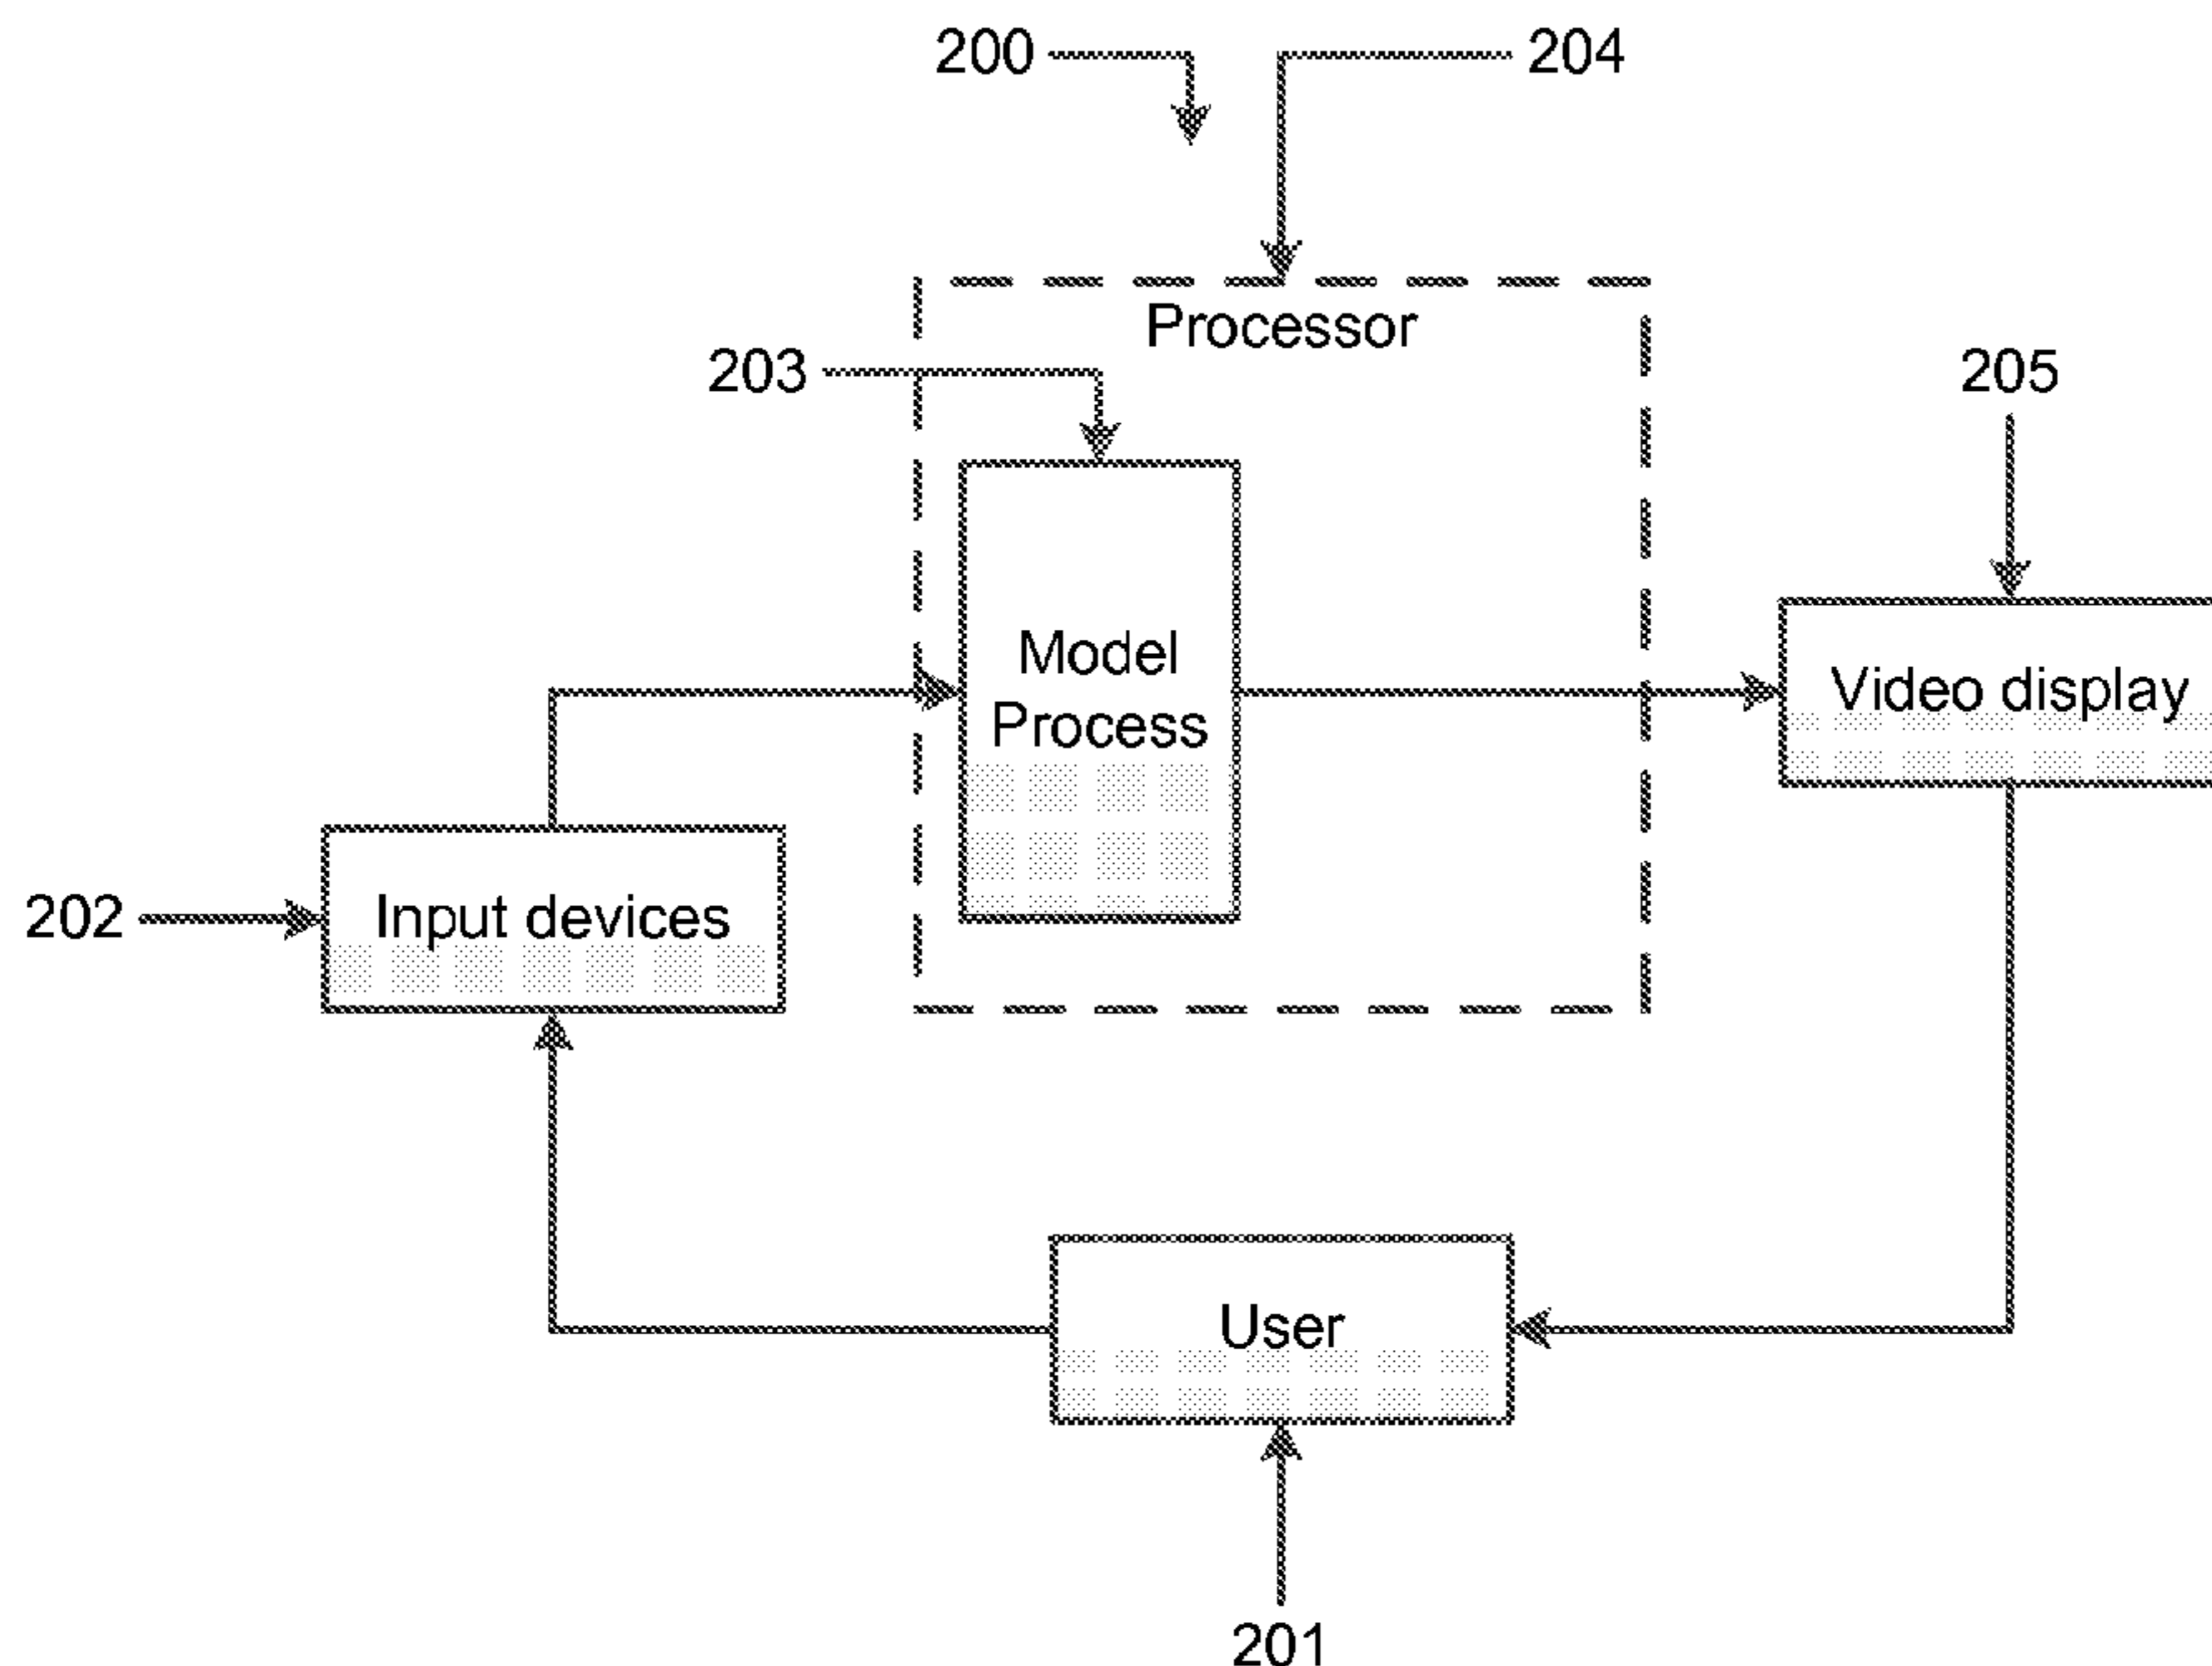 200
204
Processor
203
205
Model
Process
Video display
202
Input devices
User
201